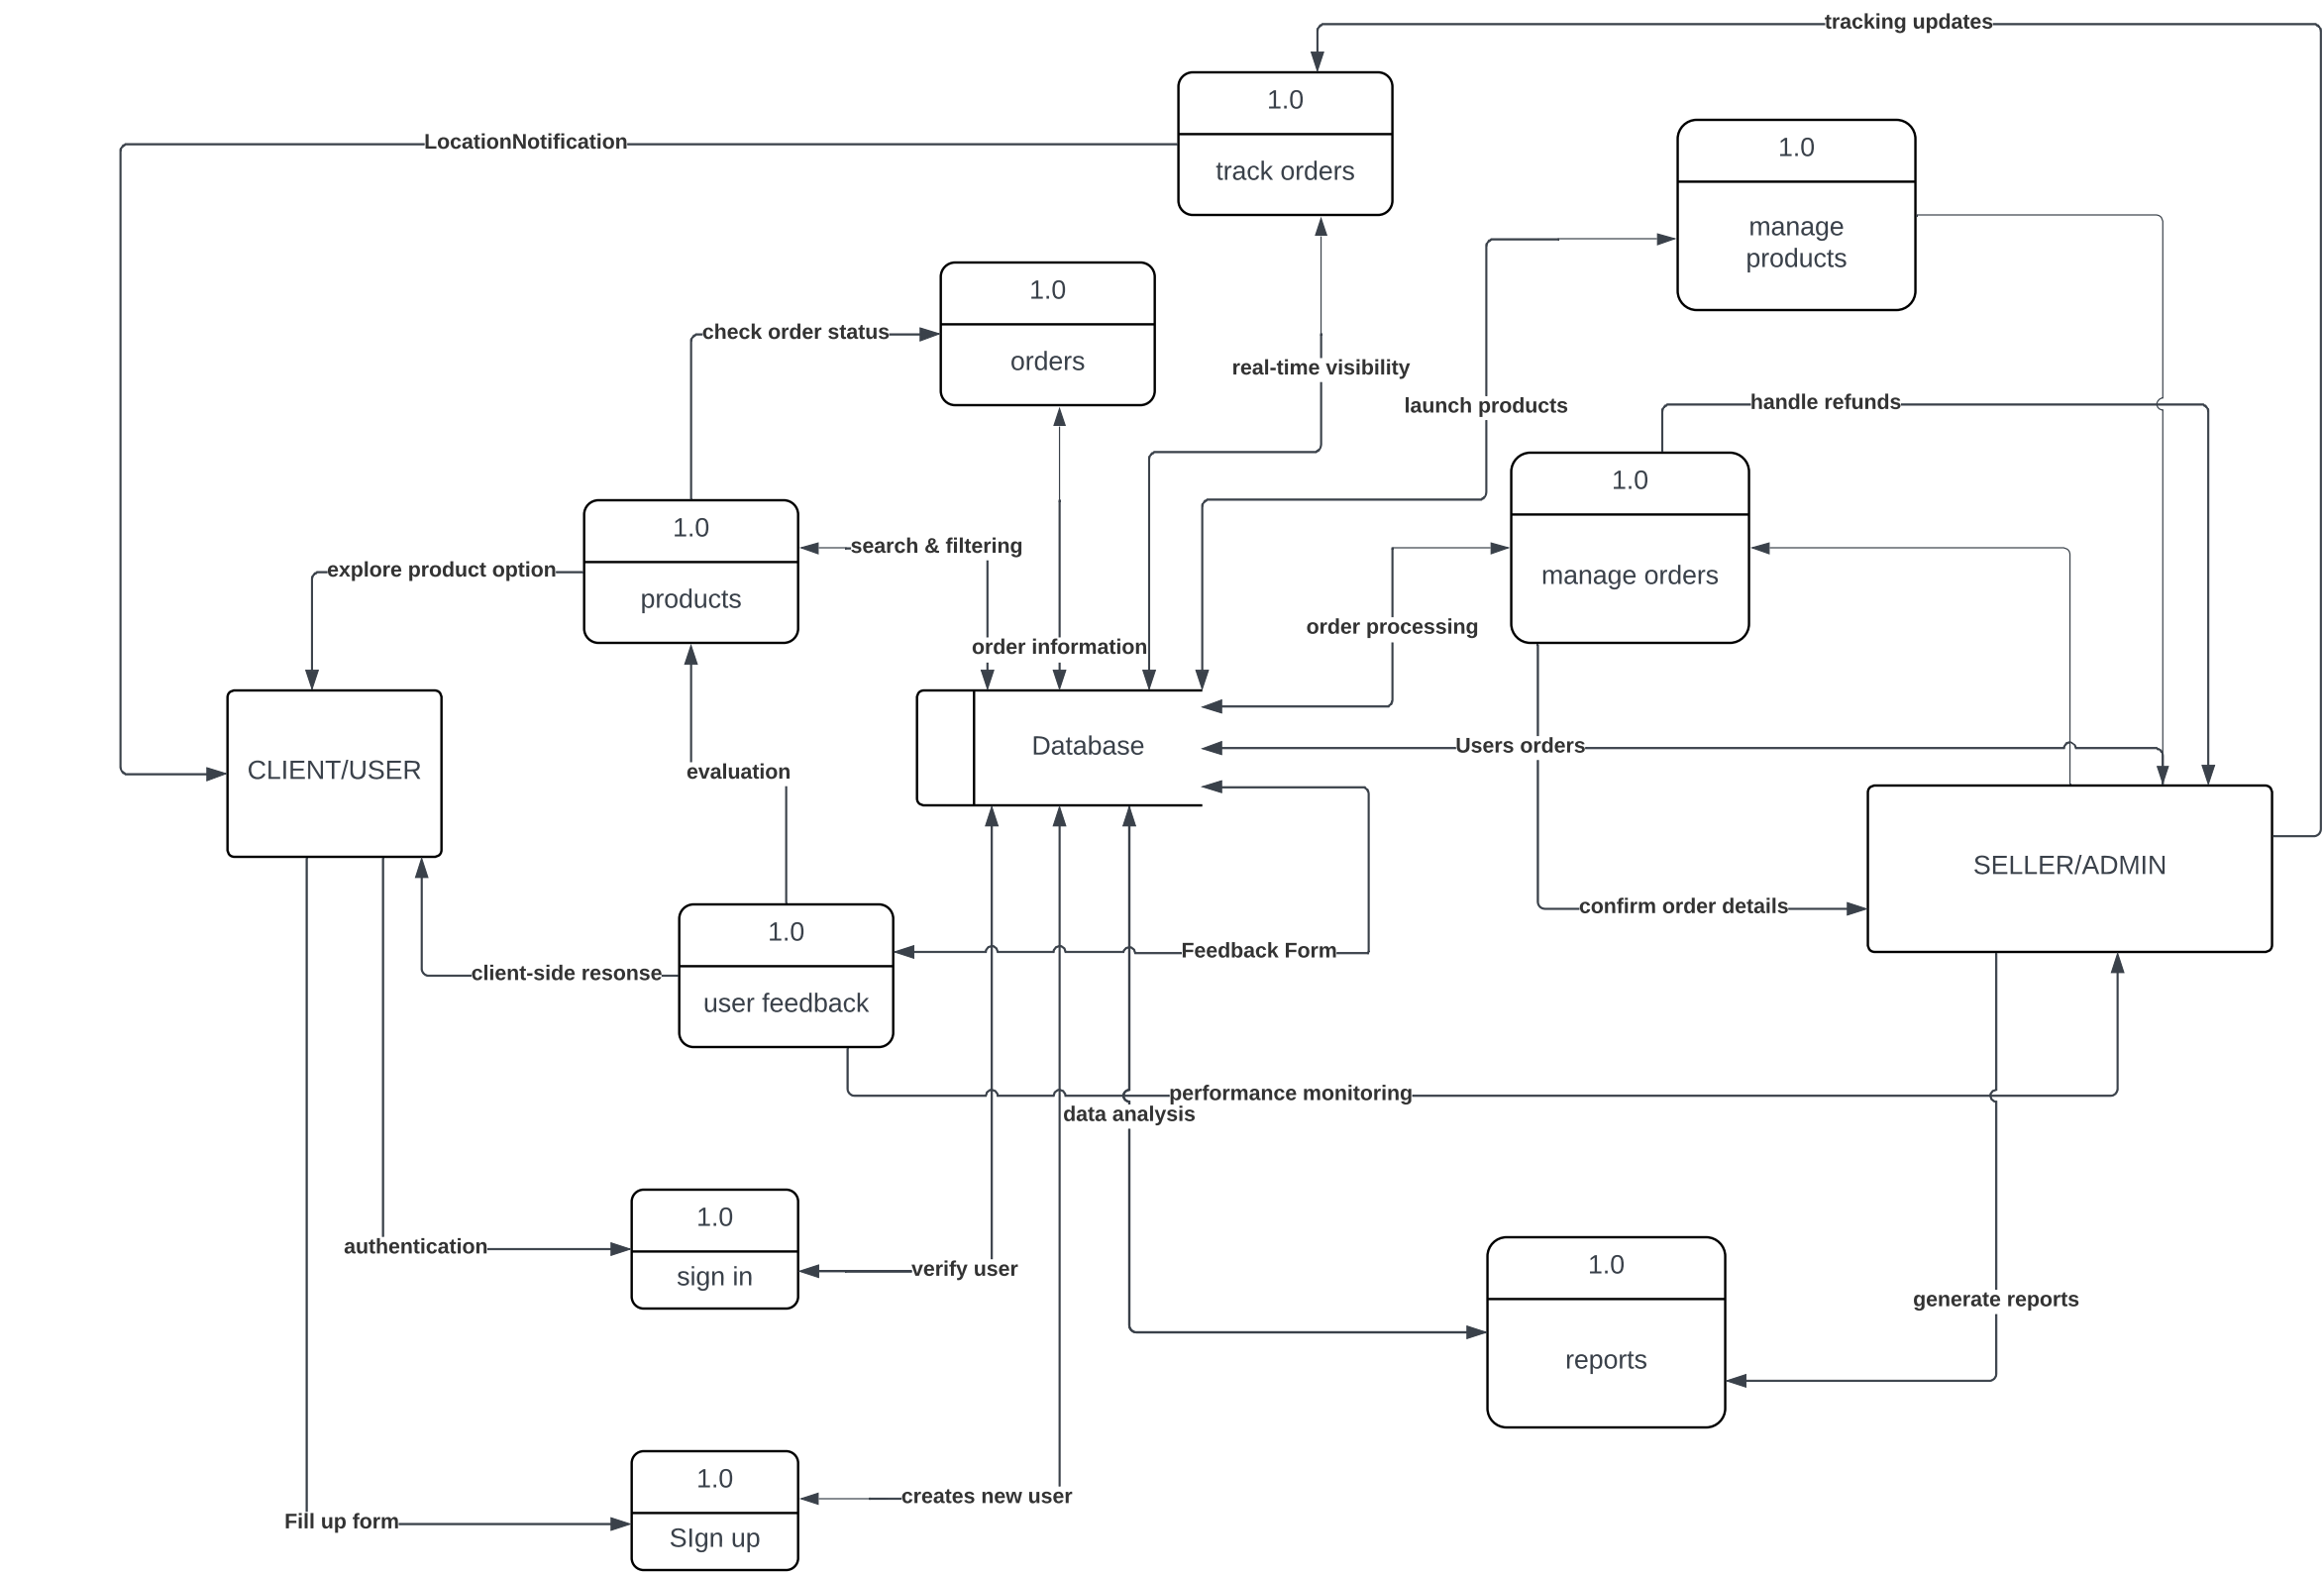 tracking updates
1.0
track orders
LocationNotification
1.0
manage
products
1.0
orders
check order status
real-time visibility
launch products
handle refunds
1.0
manage orders
1.0
products
search & filtering
explore product option
order processing
order information
Database
Users orders
CLIENT/USER
evaluation
SELLER/ADMIN
confirm order details
1.0
user feedback
Feedback Form
client-side resonse
performance monitoring
data analysis
1.0
sign in
authentication
verify user
1.0
reports
generate reports
1.0
SIgn up
creates new user
Fill up form